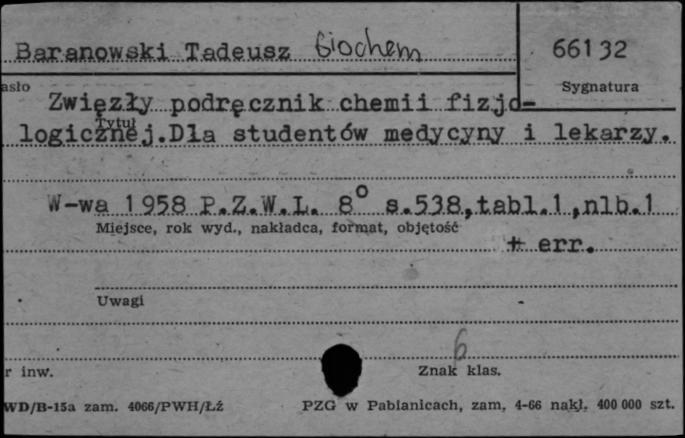 Baranowski Tadeusz Biochem 66132
asło Sygnatura
Zwięzły podręcznik chemii fizjo-
Tytuł
logicznej.Dla studentów medycyny i lekarzy.
W-wa 1958 P.Z.W.L. 8° s.538,tabl.1,nlb.1
Miejsce, rok wyd., nakładca, format, objętość
+ err.
Uwagi
6
r inw. Znak klas.
WD/B-15a zam. 4066/PWH/Łź PZG w Pabianicach, zam. 4-66 nakł. 400 000 szt.